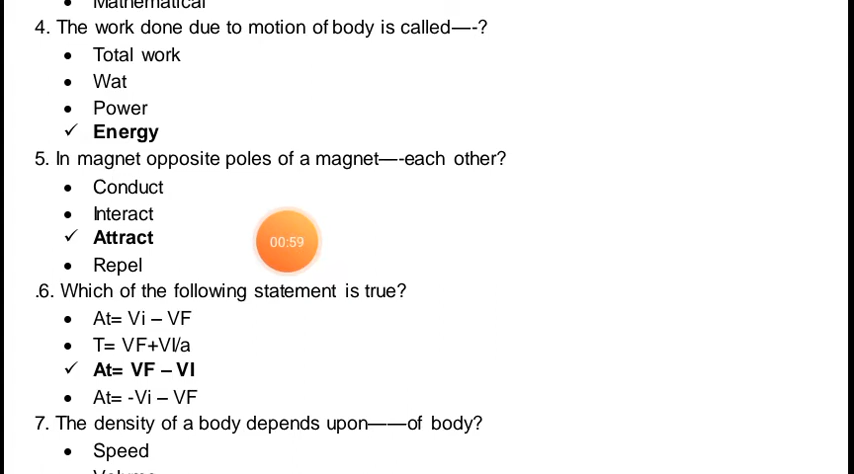 • Mathematical
4. The work done due to motion of body is called—-?
• Total work
• Wat
• Power
✓ Energy
5. In magnet opposite poles of a magnet—-each other?
• Conduct
• Interact
✓ Attract
00:59
• Repel
.6. Which of the following statement is true?
• At= Vi – VF
• T= VF+VI/a
✓ At= VF – VI
• At= -Vi – VF
7. The density of a body depends upon——of body?
• Speed
• Volume